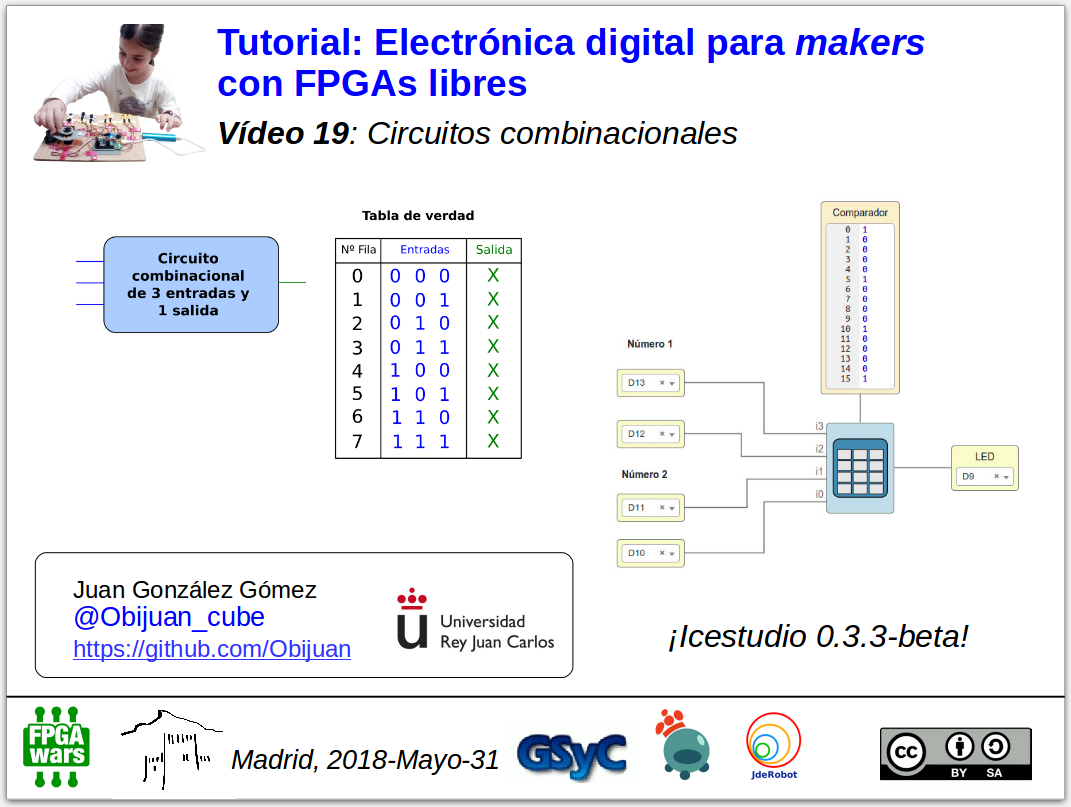 Tutorial: Electrónica digital para makers
con FPGAs libres
Vídeo 19: Circuitos combinacionales
Circuito
combinacional
de 3 entradas y
1 salida
Tabla de verdad
Nº Fila Entradas Salida
0 0 0 0 X
1 0 0 1 X
2 0 1 0 X
3 0 1 1 X
4 1 0 0 X
5 1 0 1 X
6 1 1 0 X
7 1 1 1 X
Comparador
0 1
1 0
2 0
3 0
4 0
5 1
6 0
7 0
8 0
9 0
10 1
11 0
12 0
13 0
14 0
15 1
Número 1
D13
D12
Número 2
D11
D10
i3
i2
i1
i0
LED
D9
Juan González Gómez
@Obijuan_cube
https://github.com/Obijuan
u
Universidad
Rey Juan Carlos
¡Icestudio 0.3.3-beta!
FPGA
wars
Madrid, 2018-Mayo-31
GSyC
JdeRobot
cc
BY SA